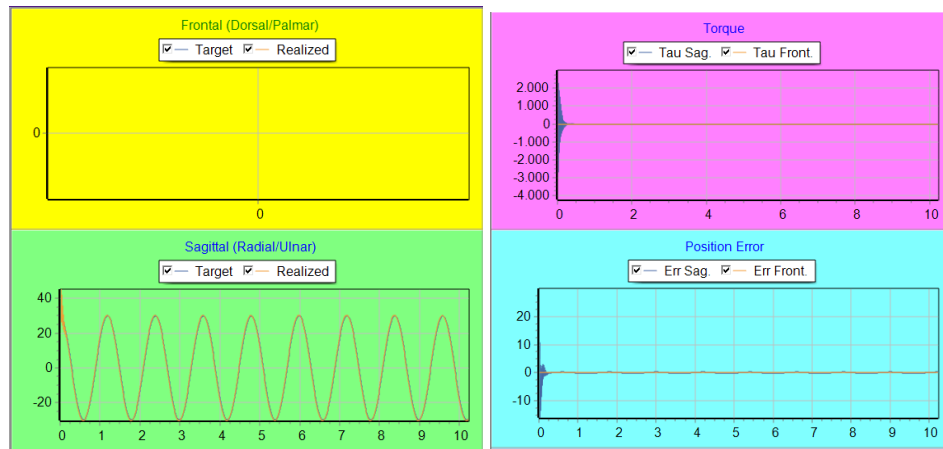 Frontal (Dorsal/Palmar)
Target Realized
0
0
Torque
Tau Sag. Tau Front.
2.000
1.000
0
-1.000
-2.000
-3.000
-4.000
0 2 4 6 8 10
Sagittal (Radial/Ulnar)
Target Realized
40
20
0
-20
0 1 2 3 4 5 6 7 8 9 10
Position Error
Err Sag. Err Front.
20
10
0
-10
0 1 2 3 4 5 6 7 8 9 10